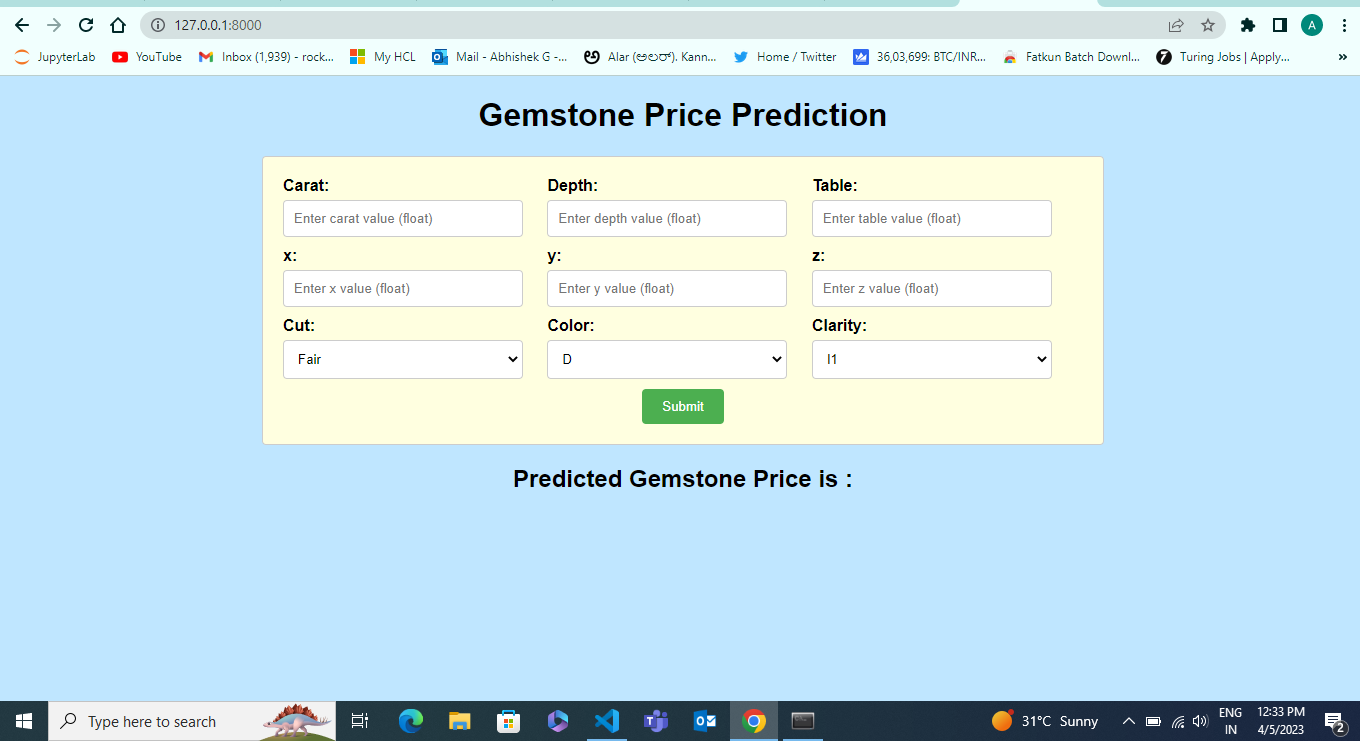 127.0.0.1:8000
A
JupyterLab YouTube Inbox (1,939) - rock... My HCL Mail - Abhishek G -... Alar (ಅಲರ್). Kann... Home / Twitter 36,03,699: BTC/INR... Fatkun Batch Downl... Turing Jobs | Apply... »
Gemstone Price Prediction
Carat: Depth: Table:
Enter carat value (float) Enter depth value (float) Enter table value (float)
x: y: z:
Enter x value (float) Enter y value (float) Enter z value (float)
Cut: Color: Clarity:
Fair D I1
Submit
Predicted Gemstone Price is :
Type here to search 31°C Sunny ENG 12:33 PM
IN 4/5/2023 2